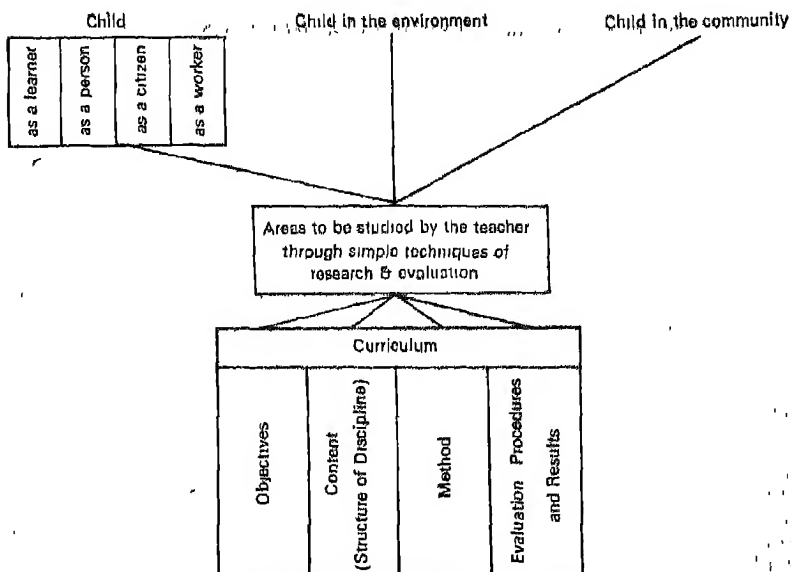 Child
Child in the environment
Child in the community
as a learner
as a person
as a citizen
as a worker
Areas to be studied by the teacher
through simple techniques of
research & evaluation
Curriculum
Objectives
Content
(Structure of Discipline)
Method
Evaluation Procedures
and Results